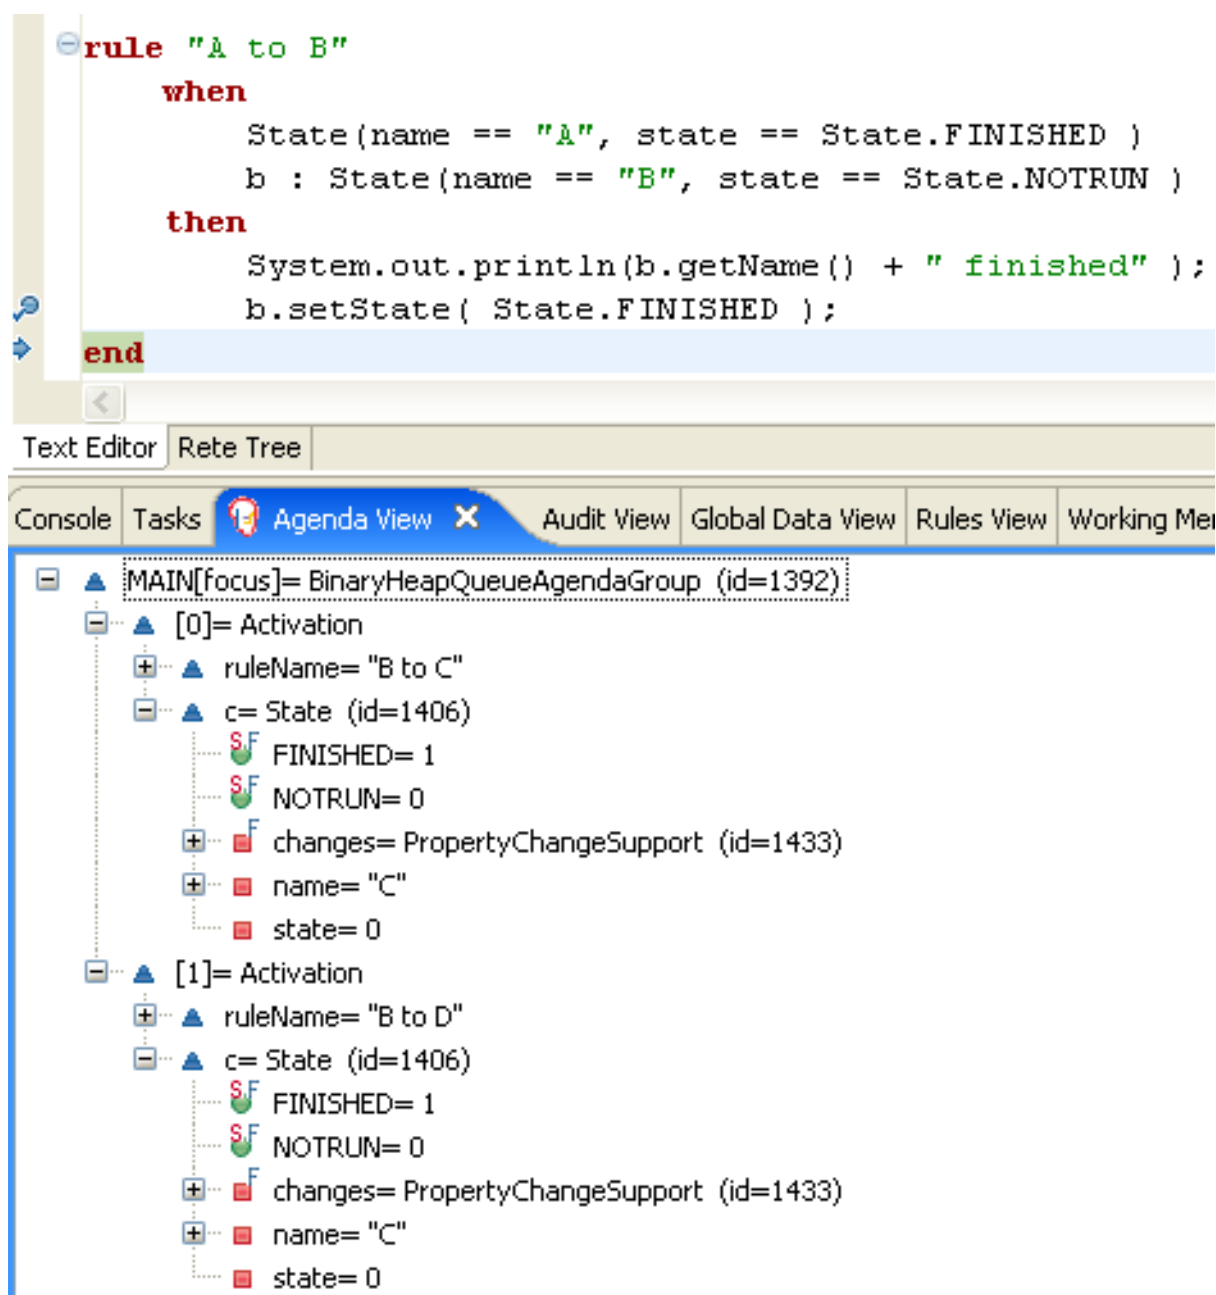 rule "A to B"
when
State(name == "A", state == State.FINISHED )
b : State(name == "B", state == State.NOTRUN )
then
System.out.println(b.getName() + " finished" );
b.setState( State.FINISHED );
end
Text Editor Rete Tree
Console Tasks Agenda View Audit View Global Data View Rules View Working Mer
MAIN[focus]= BinaryHeapQueueAgendaGroup (id=1392)
[0]= Activation
ruleName= "B to C"
c= State (id=1406)
FINISHED= 1
NOTRUN= 0
changes= PropertyChangeSupport (id=1433)
name= "C"
state= 0
[1]= Activation
ruleName= "B to D"
c= State (id=1406)
FINISHED= 1
NOTRUN= 0
changes= PropertyChangeSupport (id=1433)
name= "C"
state= 0